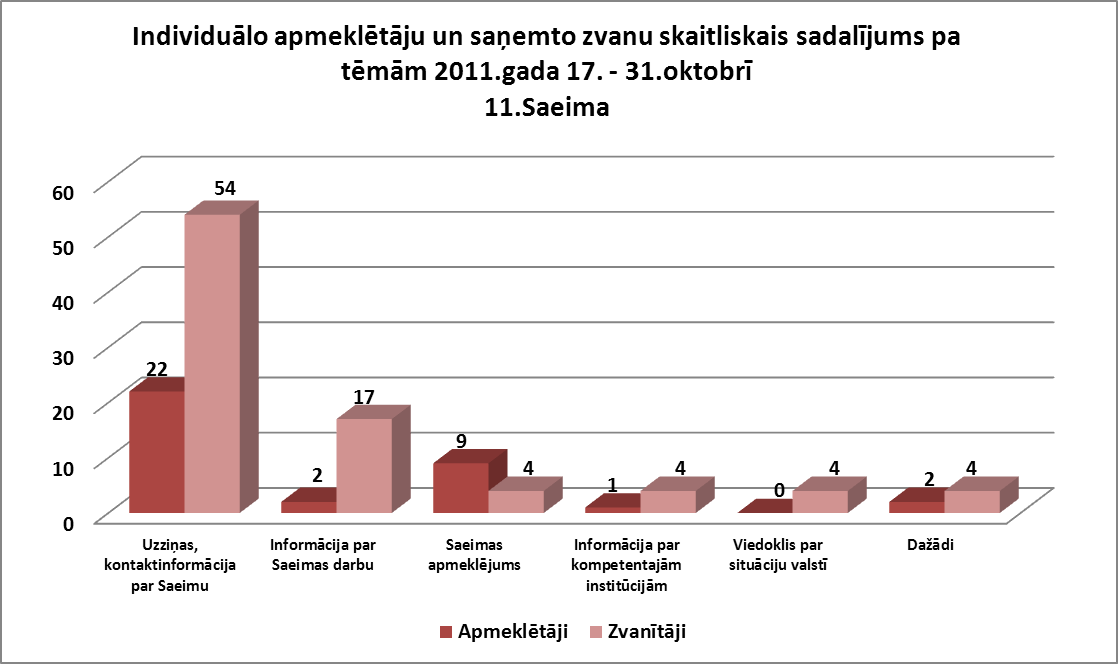 Individuālo apmeklētāju un saņemto zvanu skaitliskais sadalījums pa
tēmām 2011.gada 17. - 31.oktobrī
11.Saeima
60
50
40
30
20
10
0
22
54
2
17
9
4
1
4
0
4
2
4
Uzziņas,
kontaktinformācija
par Saeimu
Informācija par
Saeimas darbu
Saeimas
apmeklējums
Informācija par
kompetentajām
institūcijām
Viedoklis par
situāciju valstī
Dažādi
Apmeklētāji
Zvanītāji